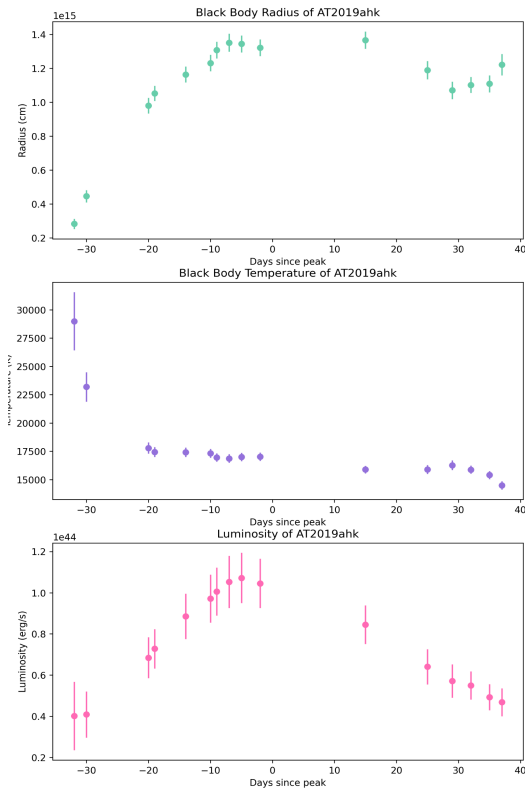 Black Body Radius of AT2019ahk
1e15
1.4
1.2
1.0
0.8
0.6
0.4
0.2
Radius (cm)
−30 −20 −10 0 10 20 30 40
Days since peak
Black Body Temperature of AT2019ahk
30000
27500
25000
22500
20000
17500
15000
−30 −20 −10 0 10 20 30 40
Days since peak
Luminosity of AT2019ahk
1e44
1.2
1.0
0.8
0.6
0.4
0.2
Luminosity (erg/s)
−30 −20 −10 0 10 20 30 40
Days since peak